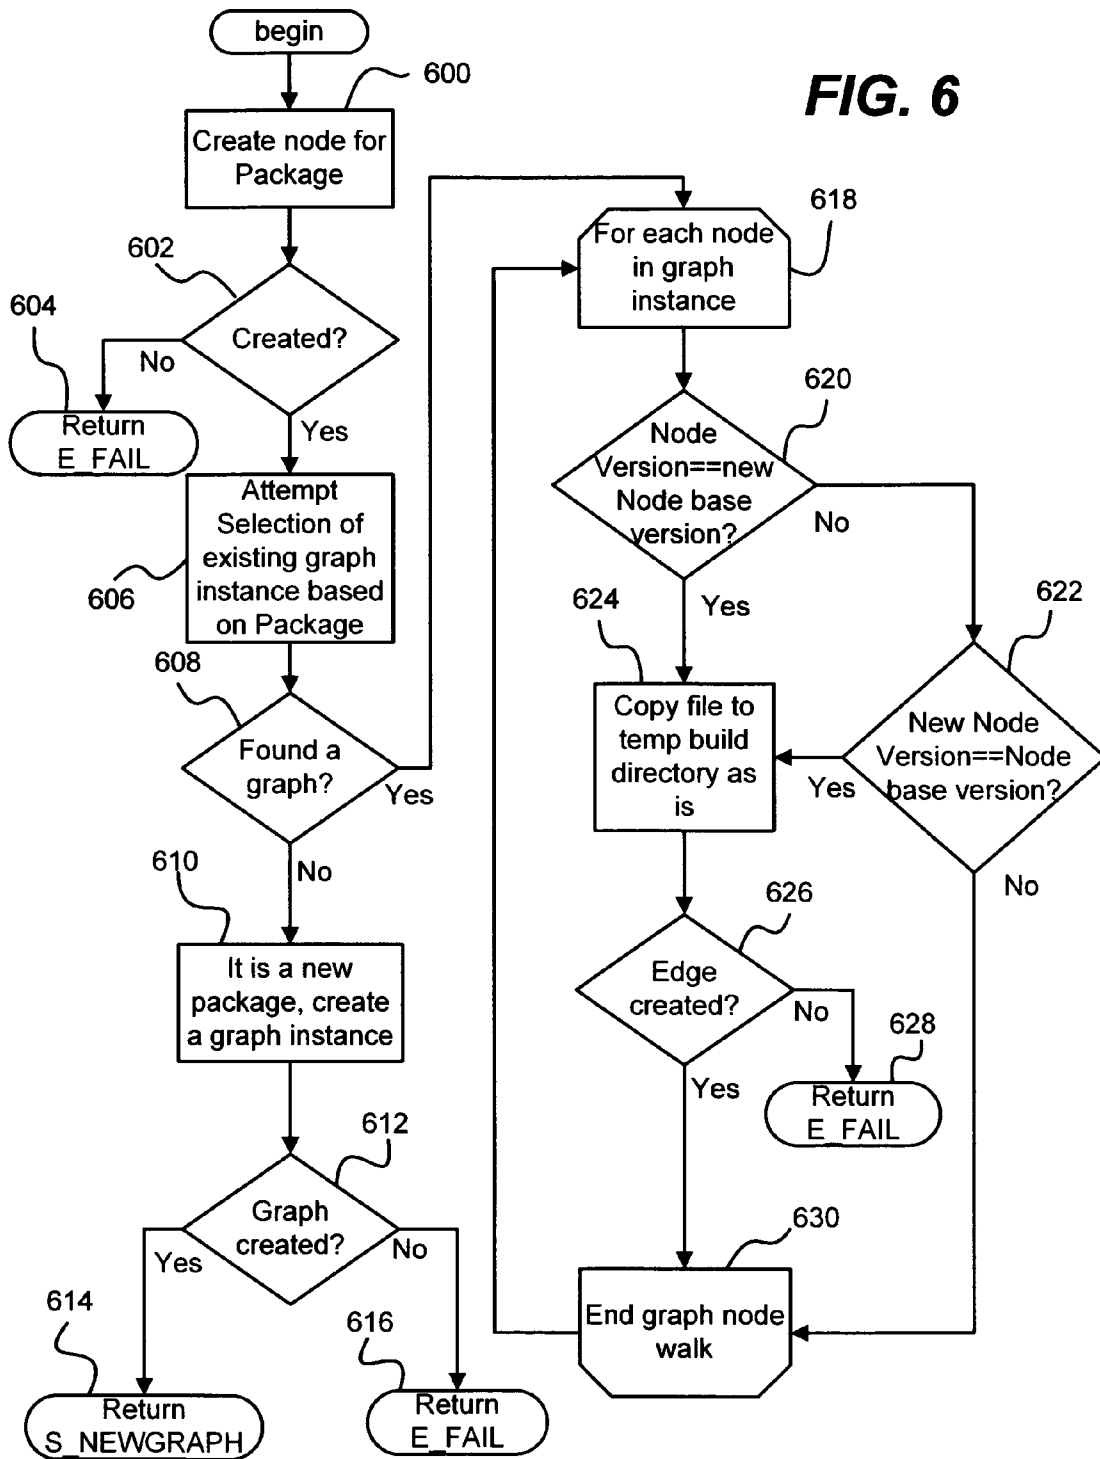 begin
600
FIG. 6
Create node for
Package
602
Created?
604
No
Return
E_FAIL
Yes
Attempt
Selection of
existing graph
instance based
on Package
606
608
Found a
graph?
Yes
No
610
It is a new
package, create
a graph instance
612
Graph
created?
Yes
No
614
Return
S_NEWGRAPH
616
Return
E_FAIL
For each node
in graph
instance
618
620
Node
Version==new
Node base
version?
No
Yes
622
624
Copy file to
temp build
directory as
is
New Node
Version==Node
base version?
Yes
No
626
Edge
created?
No
628
Return
E_FAIL
Yes
630
End graph node
walk